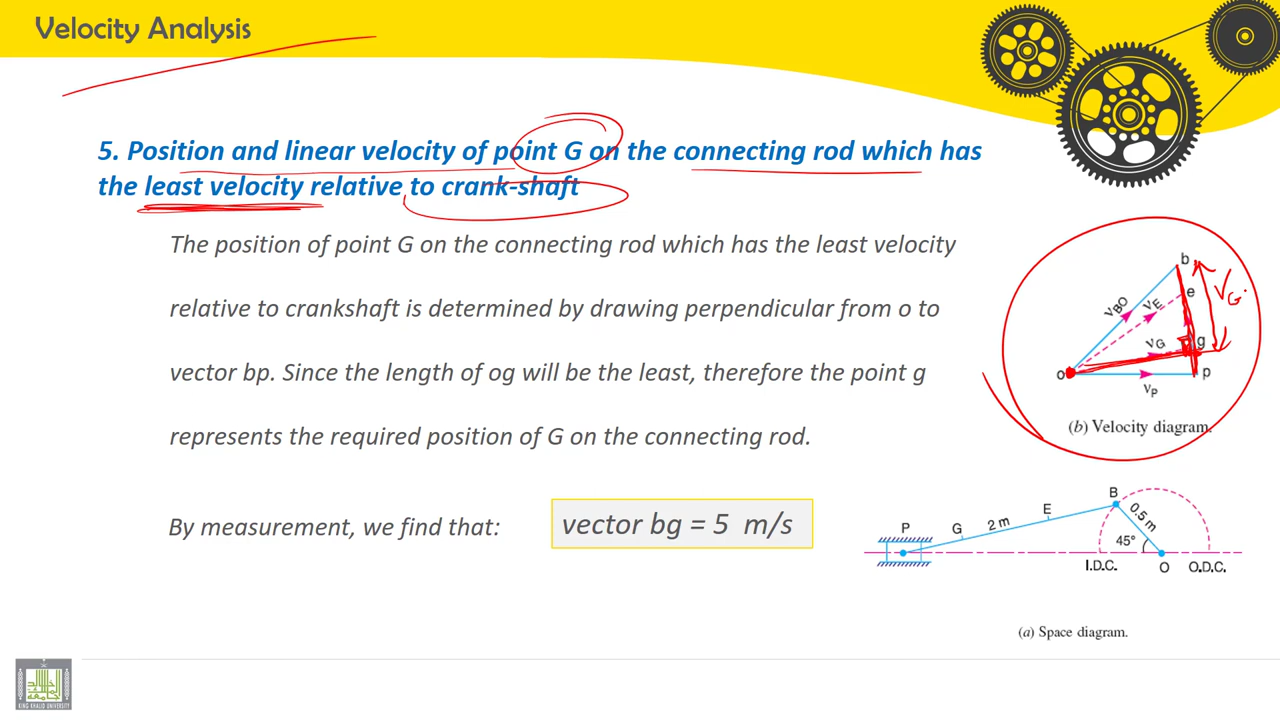 Velocity Analysis
5. Position and linear velocity of point G on the connecting rod which has
the least velocity relative to crank-shaft
The position of point G on the connecting rod which has the least velocity
relative to crankshaft is determined by drawing perpendicular from o to
vector bp. Since the length of og will be the least, therefore the point g
represents the required position of G on the connecting rod.
By measurement, we find that:
vector bg = 5 m/s
b
e
vBO
vE
VG.
vG
g
o
p
vP
(b) Velocity diagram.
B
E
0.5 m
P
G
2 m
45°
I.D.C.
O
O.D.C.
(a) Space diagram.
KING KHALID UNIVERSITY